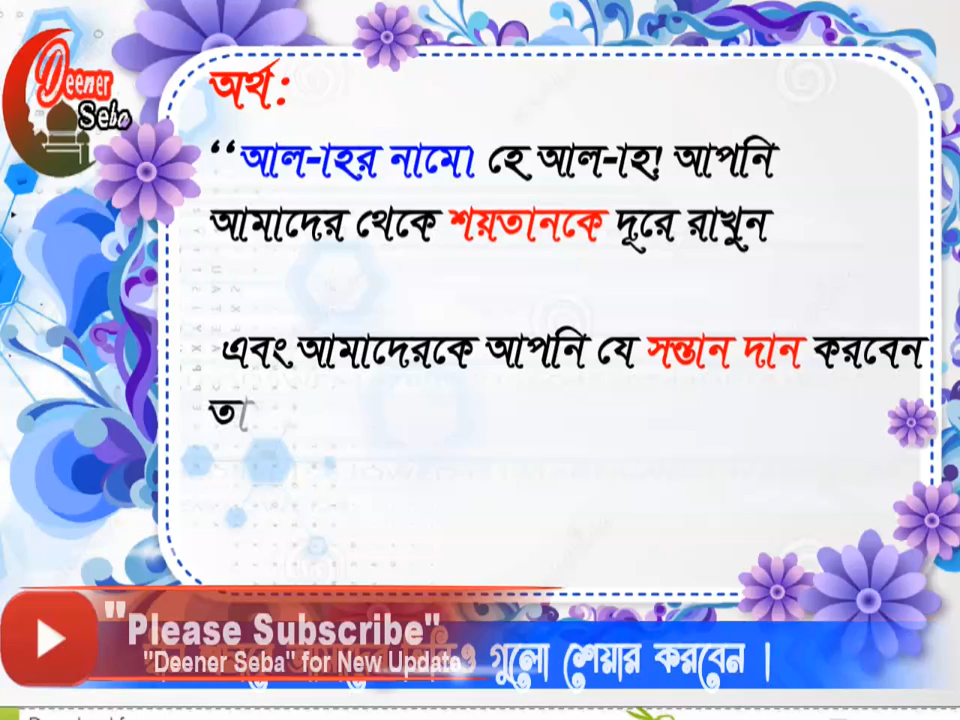 Deener
Seba
অর্থ:
‘‘আল-াহর নামে। হে আল-াহ! আপনি
আমাদের থেকে শয়তানকে দূরে রাখুন
এবং আমাদেরকে আপনি যে সন্তান দান করবেন
তা
"Please Subscribe"
"Deener Seba" for New Update
গুলো শেয়ার করবেন ।